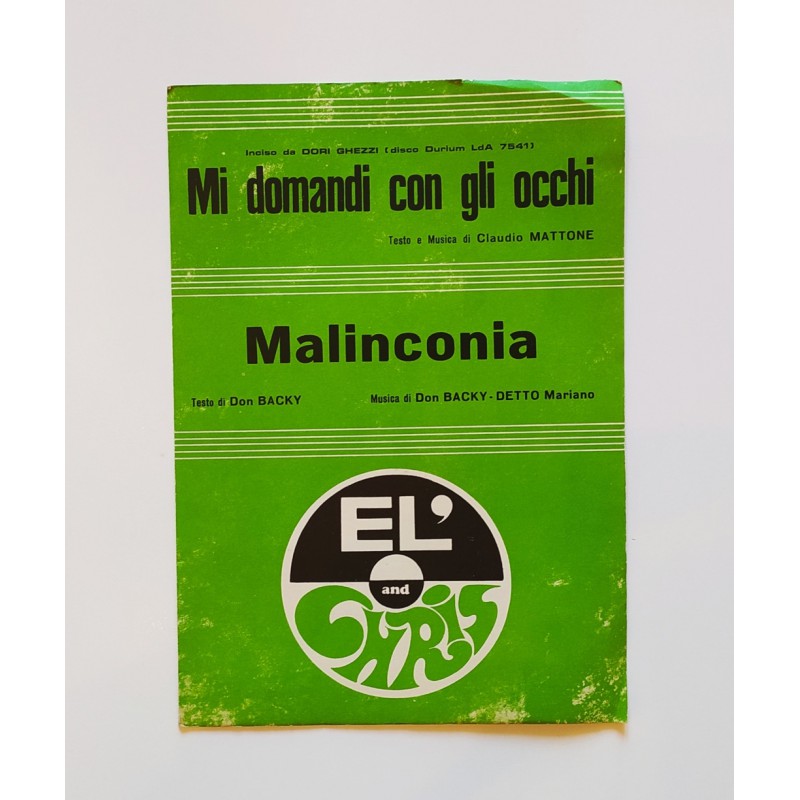 Inciso da DORI GHEZZI (disco Durium LdA 7541)
Mi domandi con gli occhi
Testo e Musica di Claudio MATTONE
Malinconia
Testo di Don BACKY Musica di Don BACKY - DETTO Mariano
EL'
and
CHRIS